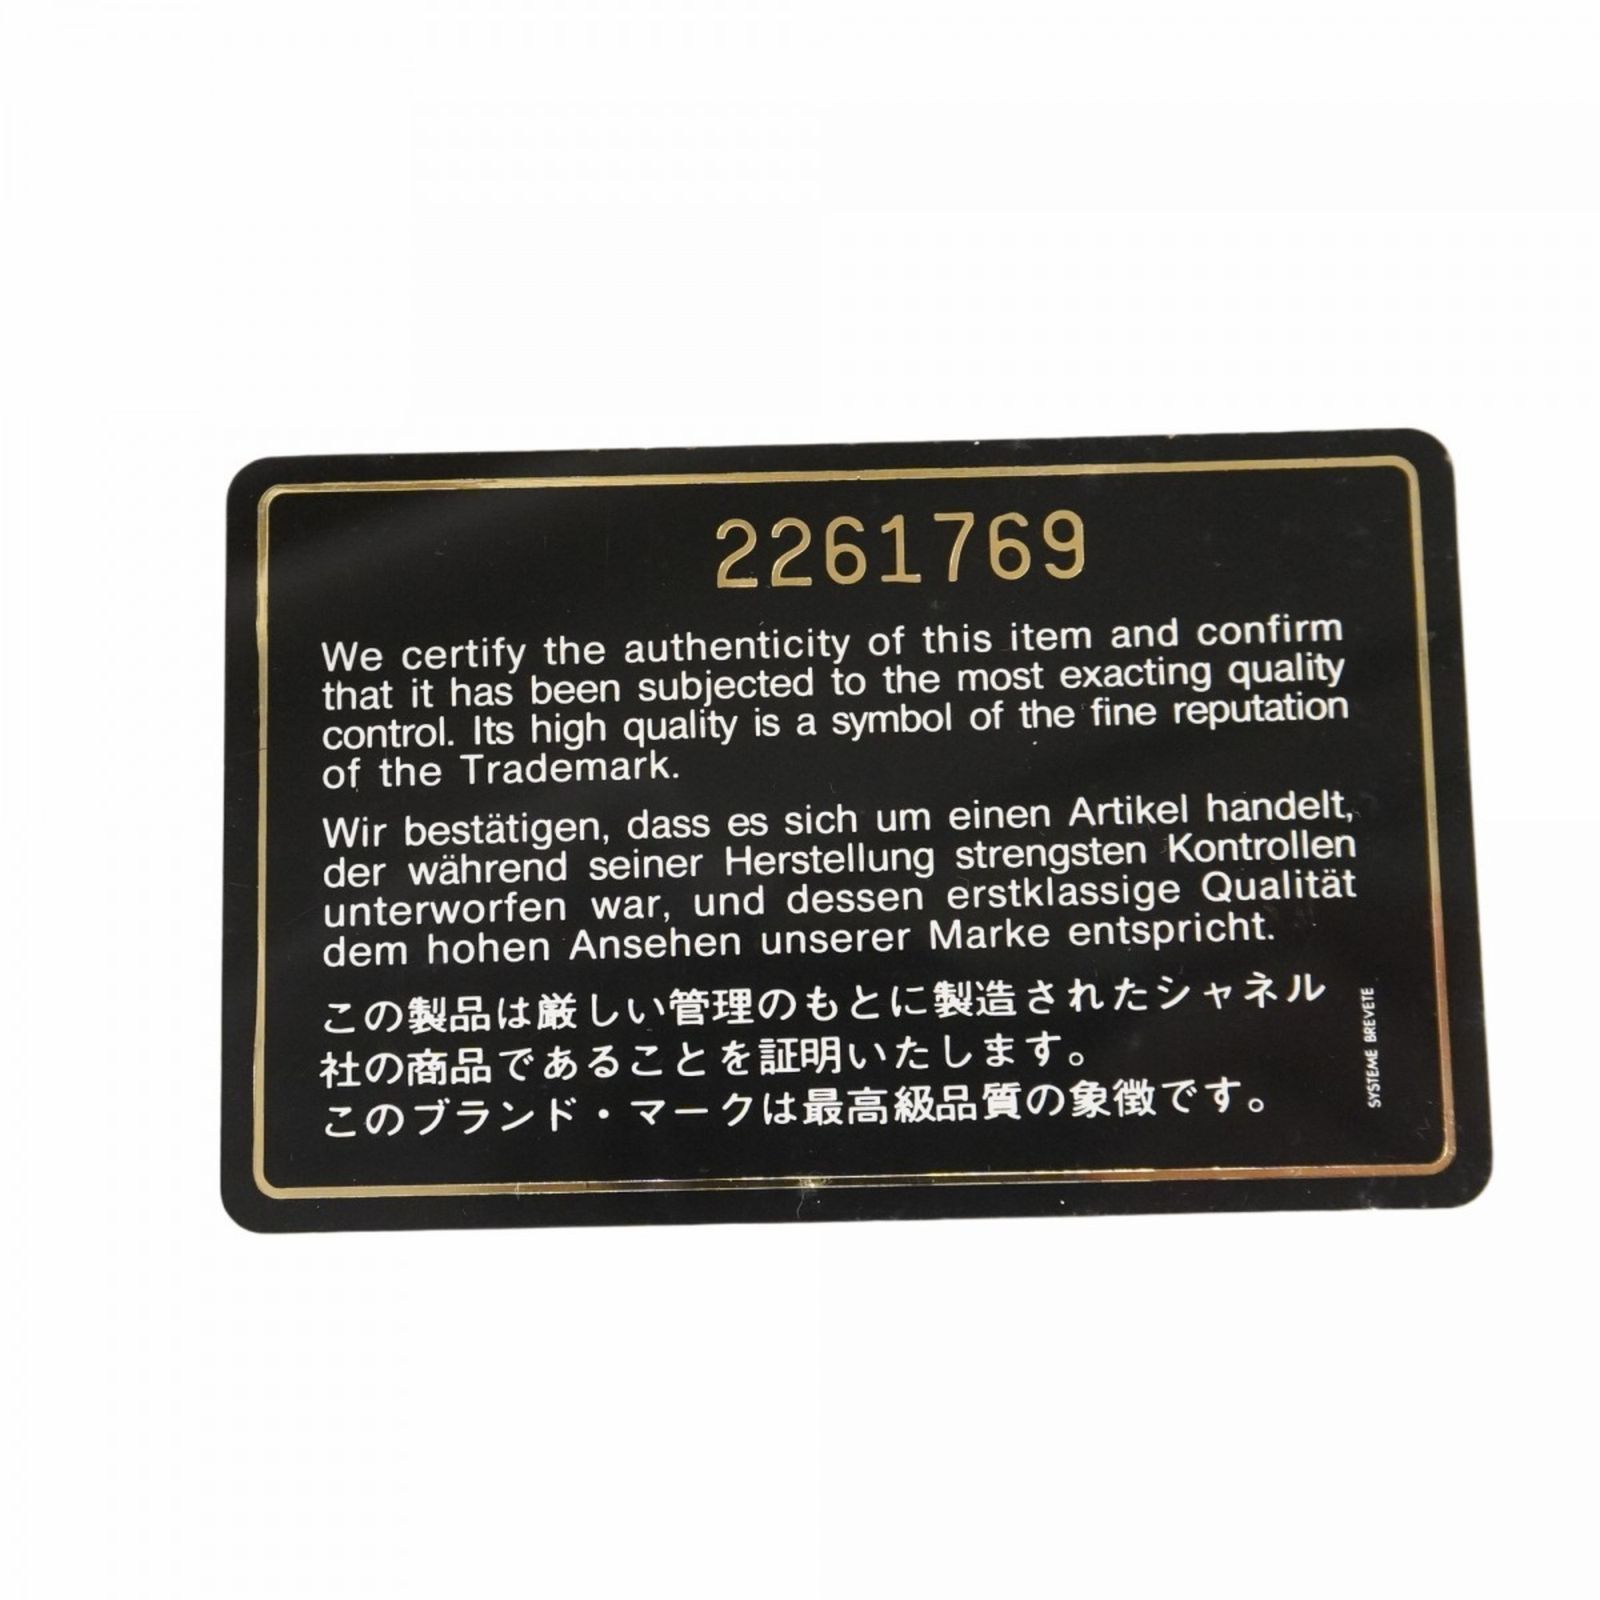 2261769
We certify the authenticity of this item and confirm
that it has been subjected to the most exacting quality
control. Its high quality is a symbol of the fine reputation
of the Trademark.
Wir bestätigen, dass es sich um einen Artikel handelt,
der während seiner Herstellung strengsten Kontrollen
unterworfen war, und dessen erstklassige Qualität
dem hohen Ansehen unserer Marke entspricht.
この製品は厳しい管理のもとに製造されたシャネル
社の商品であることを証明いたします。
このブランド・マークは最高級品質の象徴です。
SYSTEME BREVETE